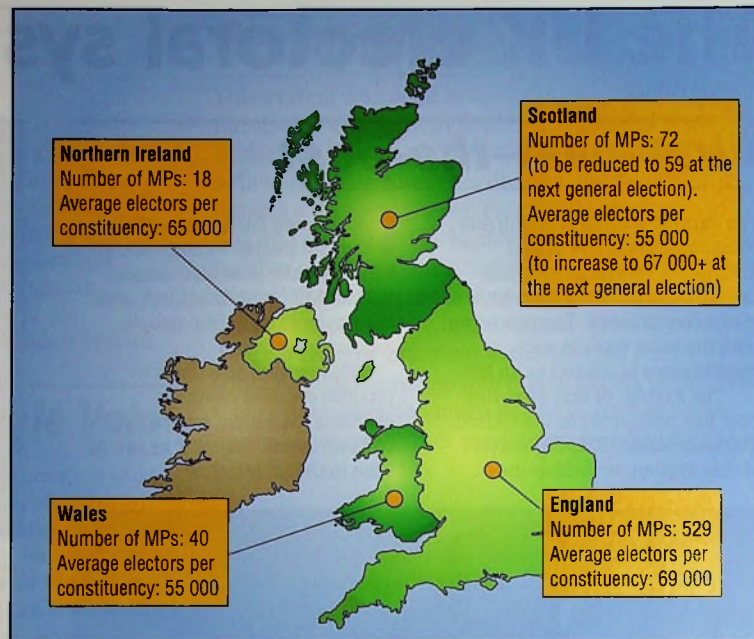 Northern Ireland
Number of MPs: 18
Average electors per
constituency: 65 000
Scotland
Number of MPs: 72
(to be reduced to 59 at the
next general election).
Average electors per
constituency: 55 000
(to increase to 67 000+ at
the next general election)
Wales
Number of MPs: 40
Average electors per
constituency: 55 000
England
Number of MPs: 529
Average electors per
constituency: 69 000